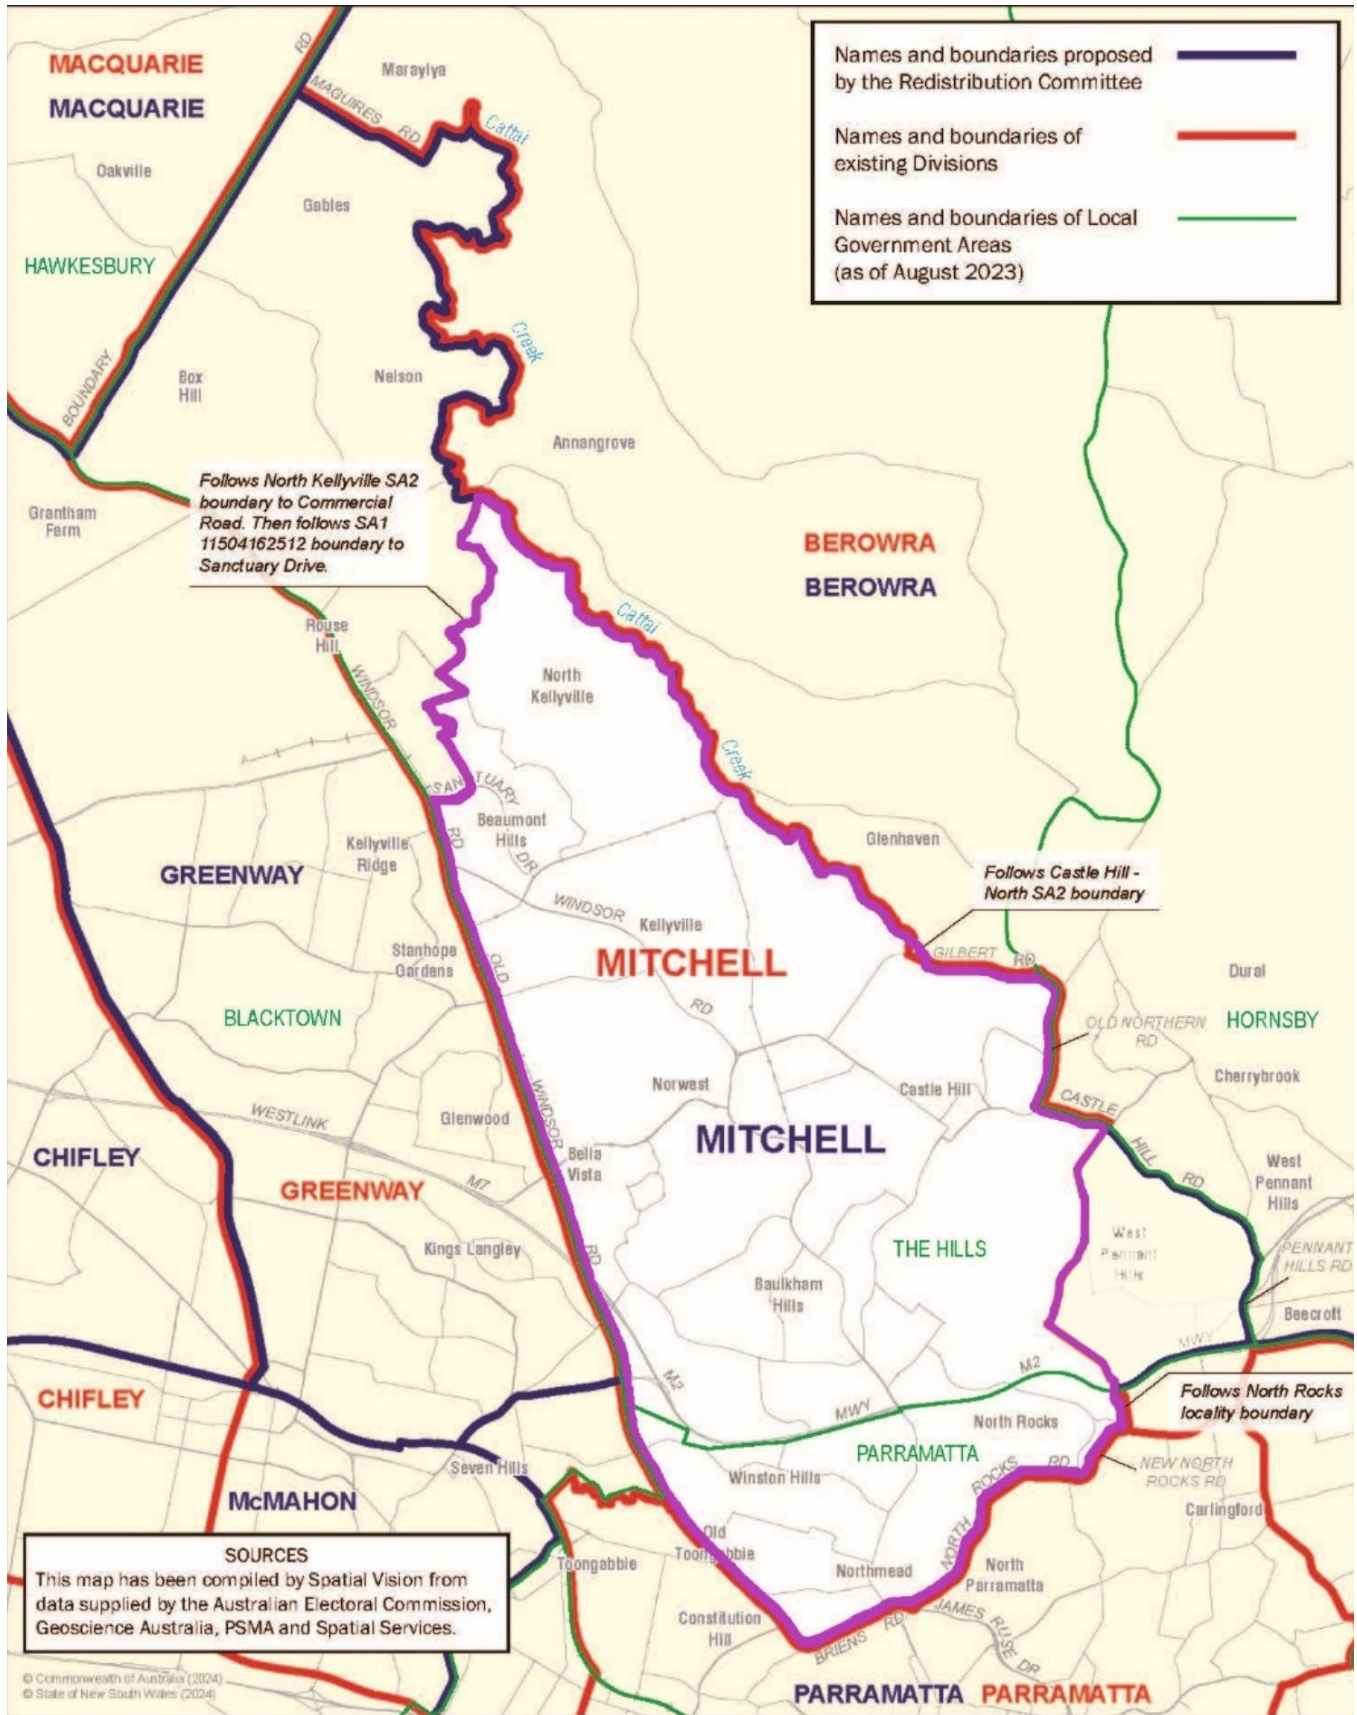 MACQUARIE
MACQUARIE
RD
Maraylya
MAGUIRES RD
Cattai
Names and boundaries proposed
by the Redistribution Committee
Names and boundaries of
existing Divisions
Names and boundaries of Local
Government Areas
(as of August 2023)
Oakville
Gables
HAWKESBURY
Creek
BOUNDARY
Box
Hill
Nelson
Annangrove
Follows North Kellyville SA2
boundary to Commercial
Road. Then follows SA1
11504162512 boundary to
Sanctuary Drive.
Grantham
Farm
BEROWRA
BEROWRA
Rouse
Hill
Cattai
WINDSOR
North
Kellyville
Creek
SANCTUARY
DR
RD
Beaumont
Hills
Kellyville
Ridge
Glenhaven
GREENWAY
Follows Castle Hill -
North SA2 boundary
WINDSOR
Kellyville
Stanhope
Gardens
OLD
MITCHELL
GILBERT RD
Dural
BLACKTOWN
RD
OLD NORTHERN
RD
HORNSBY
Norwest
Castle Hill
Cherrybrook
WESTLINK
Glenwood
WINDSOR
CASTLE
HILL
RD
CHIFLEY
MITCHELL
Bella
Vista
West
Pennant
Hills
GREENWAY
M7
Kings Langley
RD
THE HILLS
West
Pennant
Hills
PENNANT
HILLS RD
Baulkham
Hills
Beecroft
MWY
M2
M2
CHIFLEY
MWY
North Rocks
Follows North Rocks
locality boundary
PARRAMATTA
Seven Hills
Winston Hills
ROCKS
RD
NEW NORTH
ROCKS RD
McMAHON
Carlingford
Old
Toongabbie
NORTH
SOURCES
This map has been compiled by Spatial Vision from
data supplied by the Australian Electoral Commission,
Geoscience Australia, PSMA and Spatial Services.
Toongabbie
Northmead
North
Parramatta
Constitution
Hill
BRIENS RD
JAMES RUSE DR
© Commonwealth of Australia (2024)
© State of New South Wales (2024)
PARRAMATTA PARRAMATTA